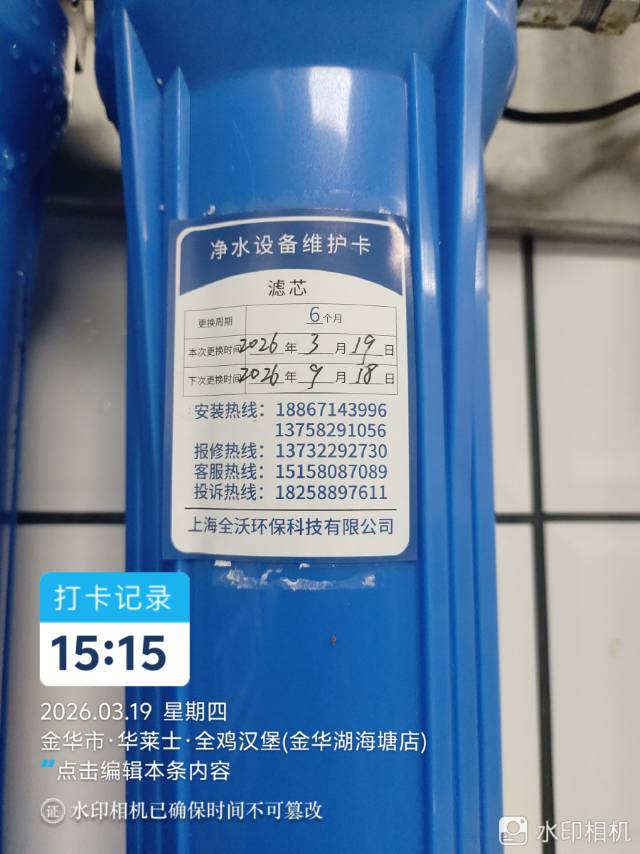 净水设备维护卡
滤芯
更换周期 6个月
本次更换时间 2026年3月19日
下次更换时间 2026年9月18日
安装热线：18867143996
13758291056
报修热线：13732292730
客服热线：15158087089
投诉热线：18258897611
上海全沃环保科技有限公司
打卡记录
15:15
2026.03.19 星期四
金华市·华莱士·全鸡汉堡(金华湖海塘店)
"点击编辑本条内容
证 水印相机已确保时间不可篡改
水印相机